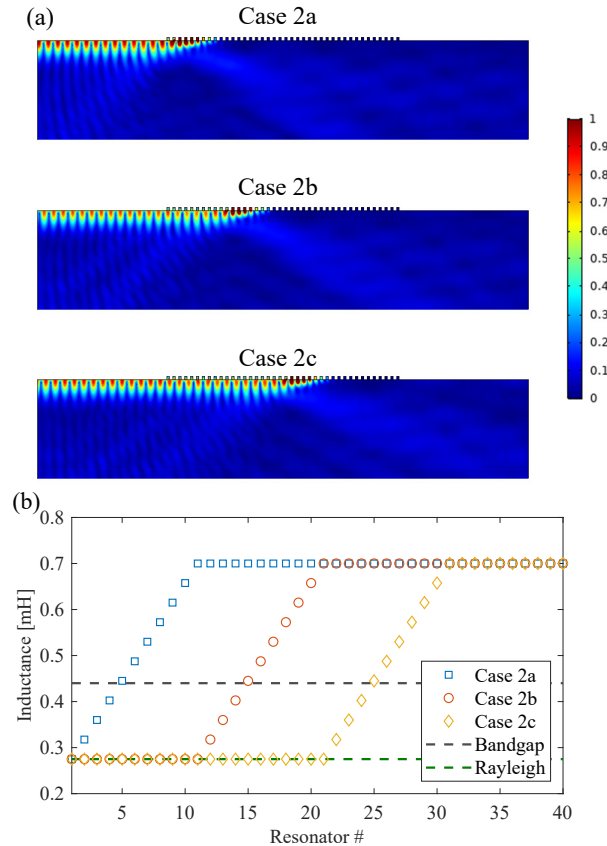 (a)
Case 2a
Case 2b
Case 2c
1
0.9
0.8
0.7
0.6
0.5
0.4
0.3
0.2
0.1
0
(b)
0.8
0.7
0.6
0.5
0.4
0.3
0.2
Inductance [mH]
Case 2a
Case 2b
Case 2c
Bandgap
Rayleigh
5 10 15 20 25 30 35 40
Resonator #